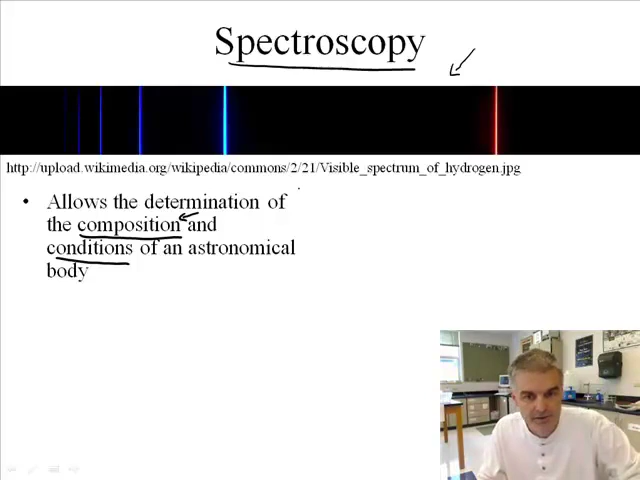 Spectroscopy
http://upload.wikimedia.org/wikipedia/commons/2/21/Visible_spectrum_of_hydrogen.jpg
• Allows the determination of
the composition and
conditions of an astronomical
body